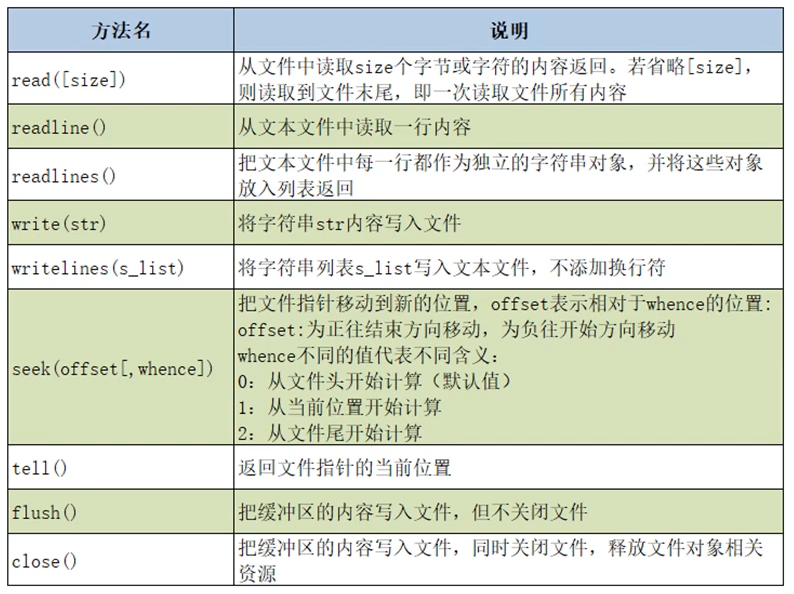 方法名 说明
read([size]) 从文件中读取size个字节或字符的内容返回。若省略[size],
则读取到文件末尾，即一次读取文件所有内容
readline() 从文本文件中读取一行内容
readlines() 把文本文件中每一行都作为独立的字符串对象，并将这些对象
放入列表返回
write(str) 将字符串str内容写入文件
writelines(s_list) 将字符串列表s_list写入文本文件，不添加换行符
seek(offset[,whence]) 把文件指针移动到新的位置，offset表示相对于whence的位置：
offset:为正往结束方向移动，为负往开始方向移动
whence不同的值代表不同含义：
0：从文件头开始计算（默认值）
1：从当前位置开始计算
2：从文件尾开始计算
tell() 返回文件指针的当前位置
flush() 把缓冲区的内容写入文件，但不关闭文件
close() 把缓冲区的内容写入文件，同时关闭文件，释放文件对象相关
资源